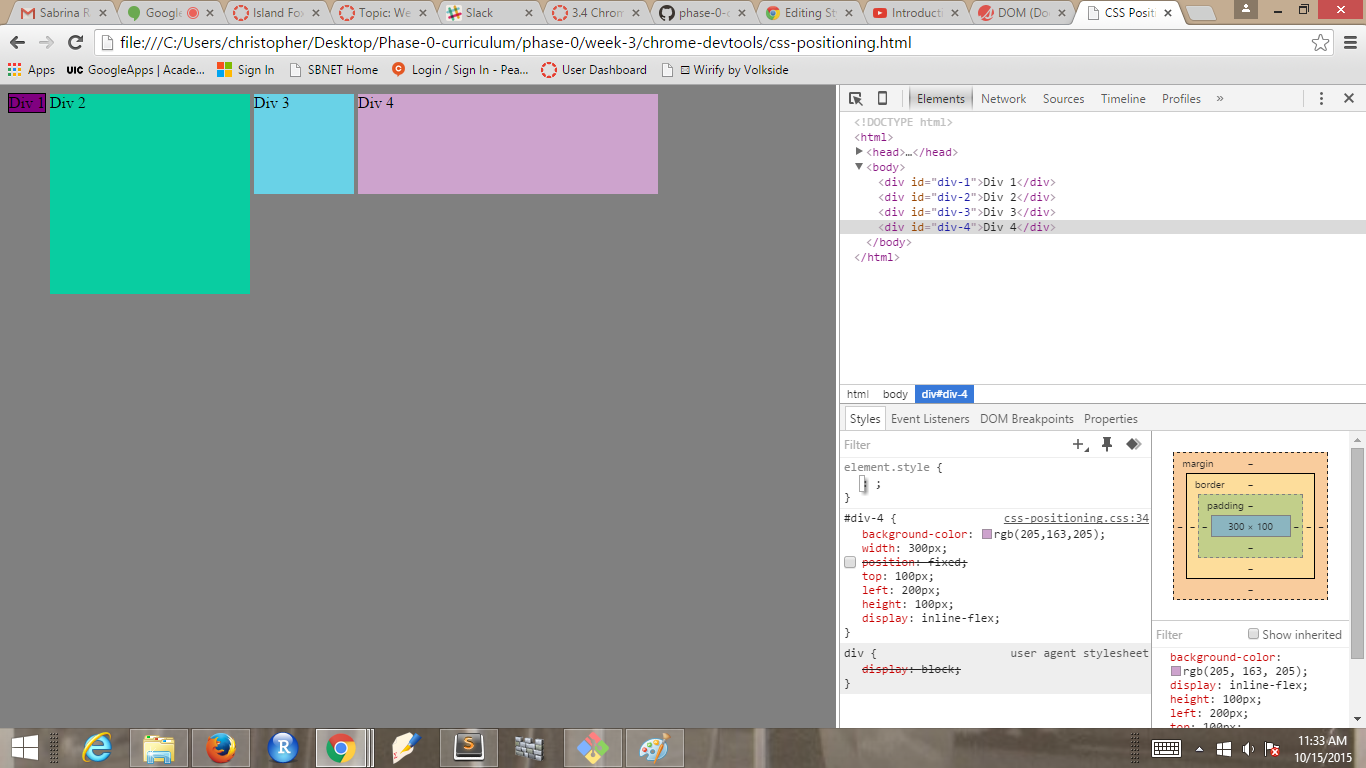 Sabrina R
Google
Island Fo
Topic: We
Slack
3.4 Chrom
phase-0-c
Editing St
Introducti
DOM (Do
CSS Posit
file:///C:/Users/christopher/Desktop/Phase-0-curriculum/phase-0/week-3/chrome-devtools/css-positioning.html
Apps
UIC GoogleApps | Acade...
Sign In
SBNET Home
Login / Sign In - Pea...
User Dashboard
Wirify by Volkside
Div 1
Div 2
Div 3
Div 4
Elements Network Sources Timeline Profiles »
<!DOCTYPE html>
<html>
<head>…</head>
<body>
<div id="div-1">Div 1</div>
<div id="div-2">Div 2</div>
<div id="div-3">Div 3</div>
<div id="div-4">Div 4</div>
</body>
</html>
html body div#div-4
Styles Event Listeners DOM Breakpoints Properties
Filter
element.style {
: ;
}
#div-4 { css-positioning.css:34
background-color: rgb(205,163,205);
width: 300px;
position: fixed;
top: 100px;
left: 200px;
height: 100px;
display: inline-flex;
}
div { user agent stylesheet
display: block;
}
margin –
border –
padding –
– – – 300 × 100 – – –
–
–
–
Filter Show inherited
background-color:
rgb(205, 163, 205);
display: inline-flex;
height: 100px;
left: 200px;
top: 100px;
11:33 AM
10/15/2015